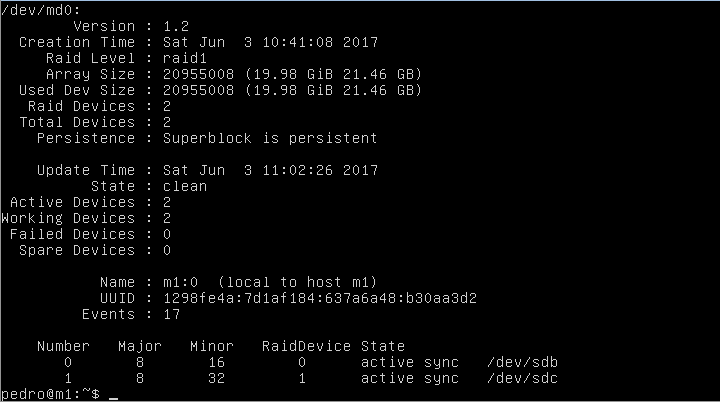 /dev/md0:
Version : 1.2
Creation Time : Sat Jun  3 10:41:08 2017
Raid Level : raid1
Array Size : 20955008 (19.98 GiB 21.46 GB)
Used Dev Size : 20955008 (19.98 GiB 21.46 GB)
Raid Devices : 2
Total Devices : 2
Persistence : Superblock is persistent
Update Time : Sat Jun  3 11:02:26 2017
State : clean
Active Devices : 2
Working Devices : 2
Failed Devices : 0
Spare Devices : 0
Name : m1:0  (local to host m1)
UUID : 1298fe4a:7d1af184:637a6a48:b30aa3d2
Events : 17
Number   Major   Minor   RaidDevice State
0       8       16        0      active sync   /dev/sdb
1       8       32        1      active sync   /dev/sdc
pedro@m1:~$ _